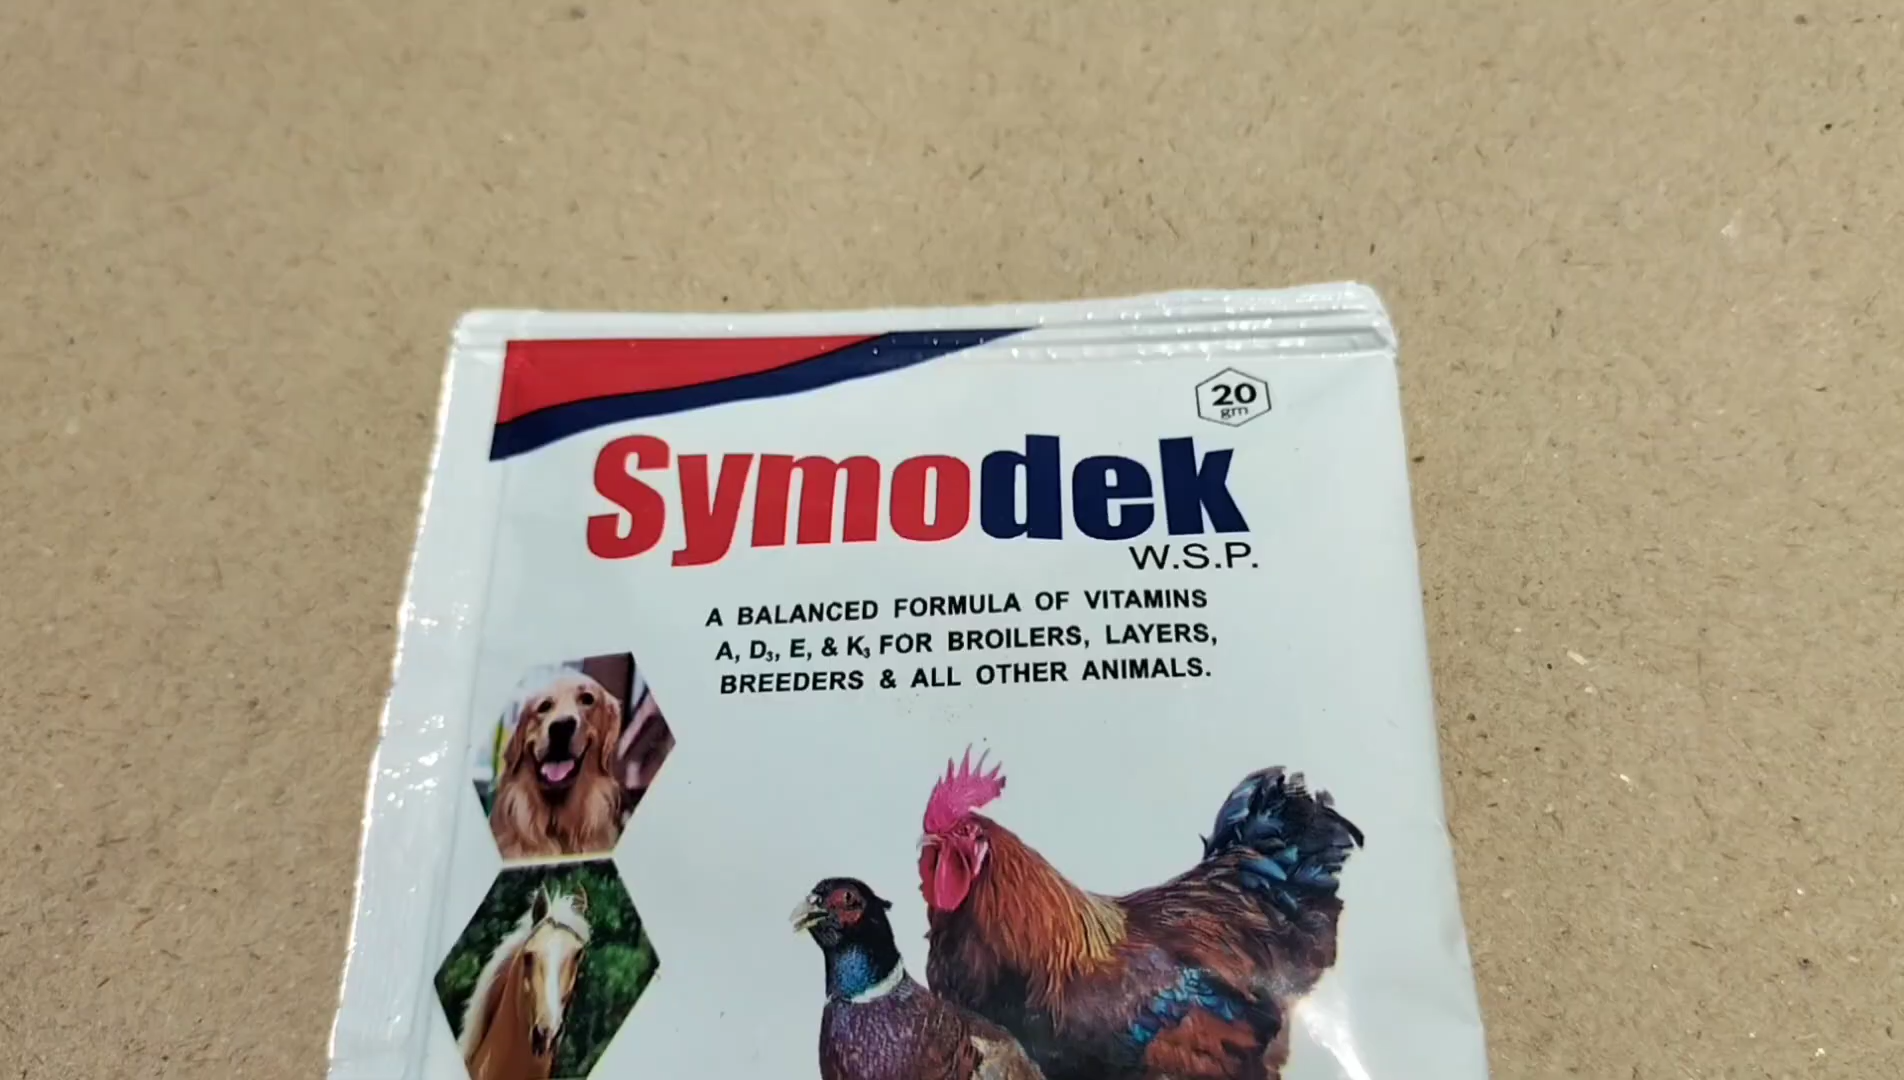 20
gm
Symodek
W.S.P.
A BALANCED FORMULA OF VITAMINS
A, D₃, E, & K₃ FOR BROILERS, LAYERS,
BREEDERS & ALL OTHER ANIMALS.